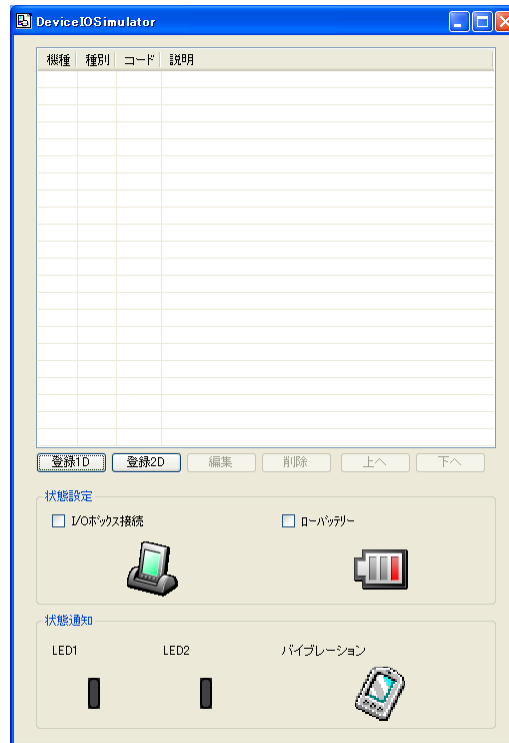 DeviceIOSimulator
機種 種別 コード 説明
登録1D 登録2D 編集 削除 上へ 下へ
状態設定
I/Oボックス接続 ローバッテリー
状態通知
LED1 LED2 バイブレーション